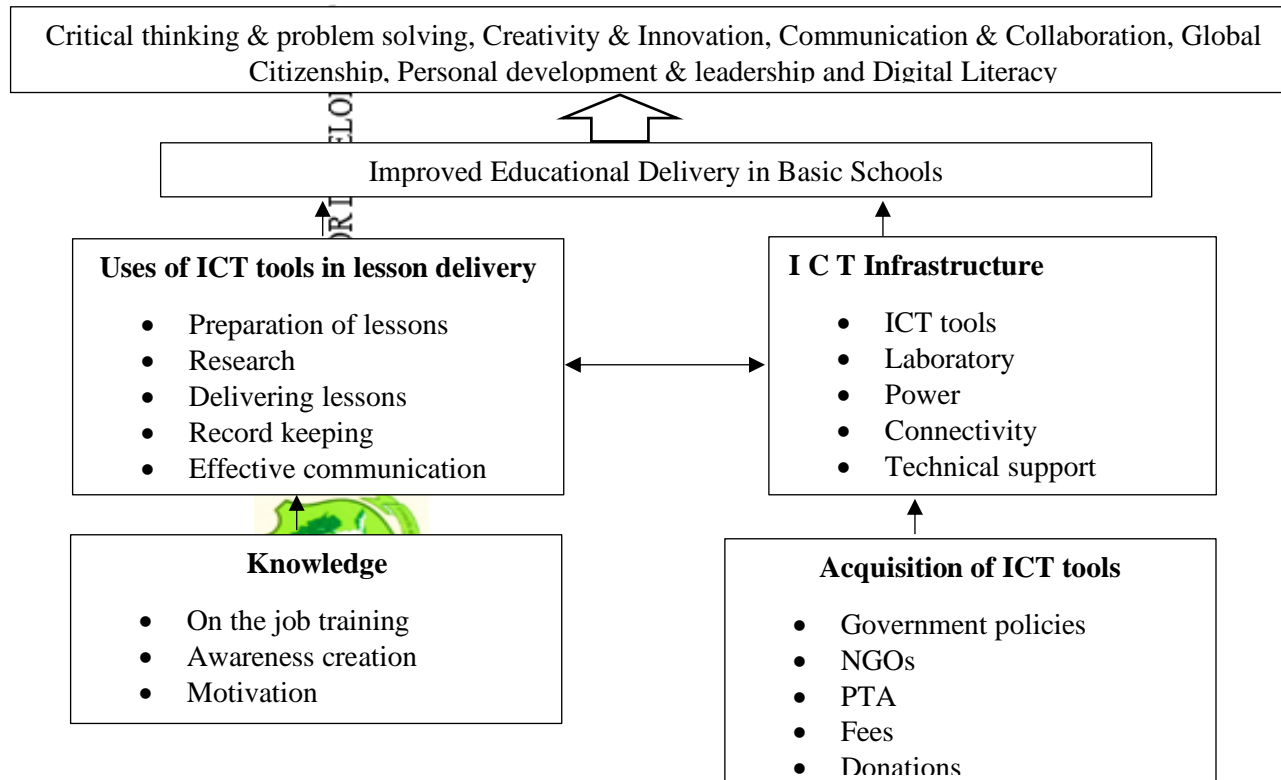 Critical thinking & problem solving, Creativity & Innovation, Communication & Collaboration, Global
Citizenship, Personal development & leadership and Digital Literacy
Improved Educational Delivery in Basic Schools
Uses of ICT tools in lesson delivery
• Preparation of lessons
• Research
• Delivering lessons
• Record keeping
• Effective communication
I C T Infrastructure
• ICT tools
• Laboratory
• Power
• Connectivity
• Technical support
Knowledge
• On the job training
• Awareness creation
• Motivation
Acquisition of ICT tools
• Government policies
• NGOs
• PTA
• Fees
• Donations